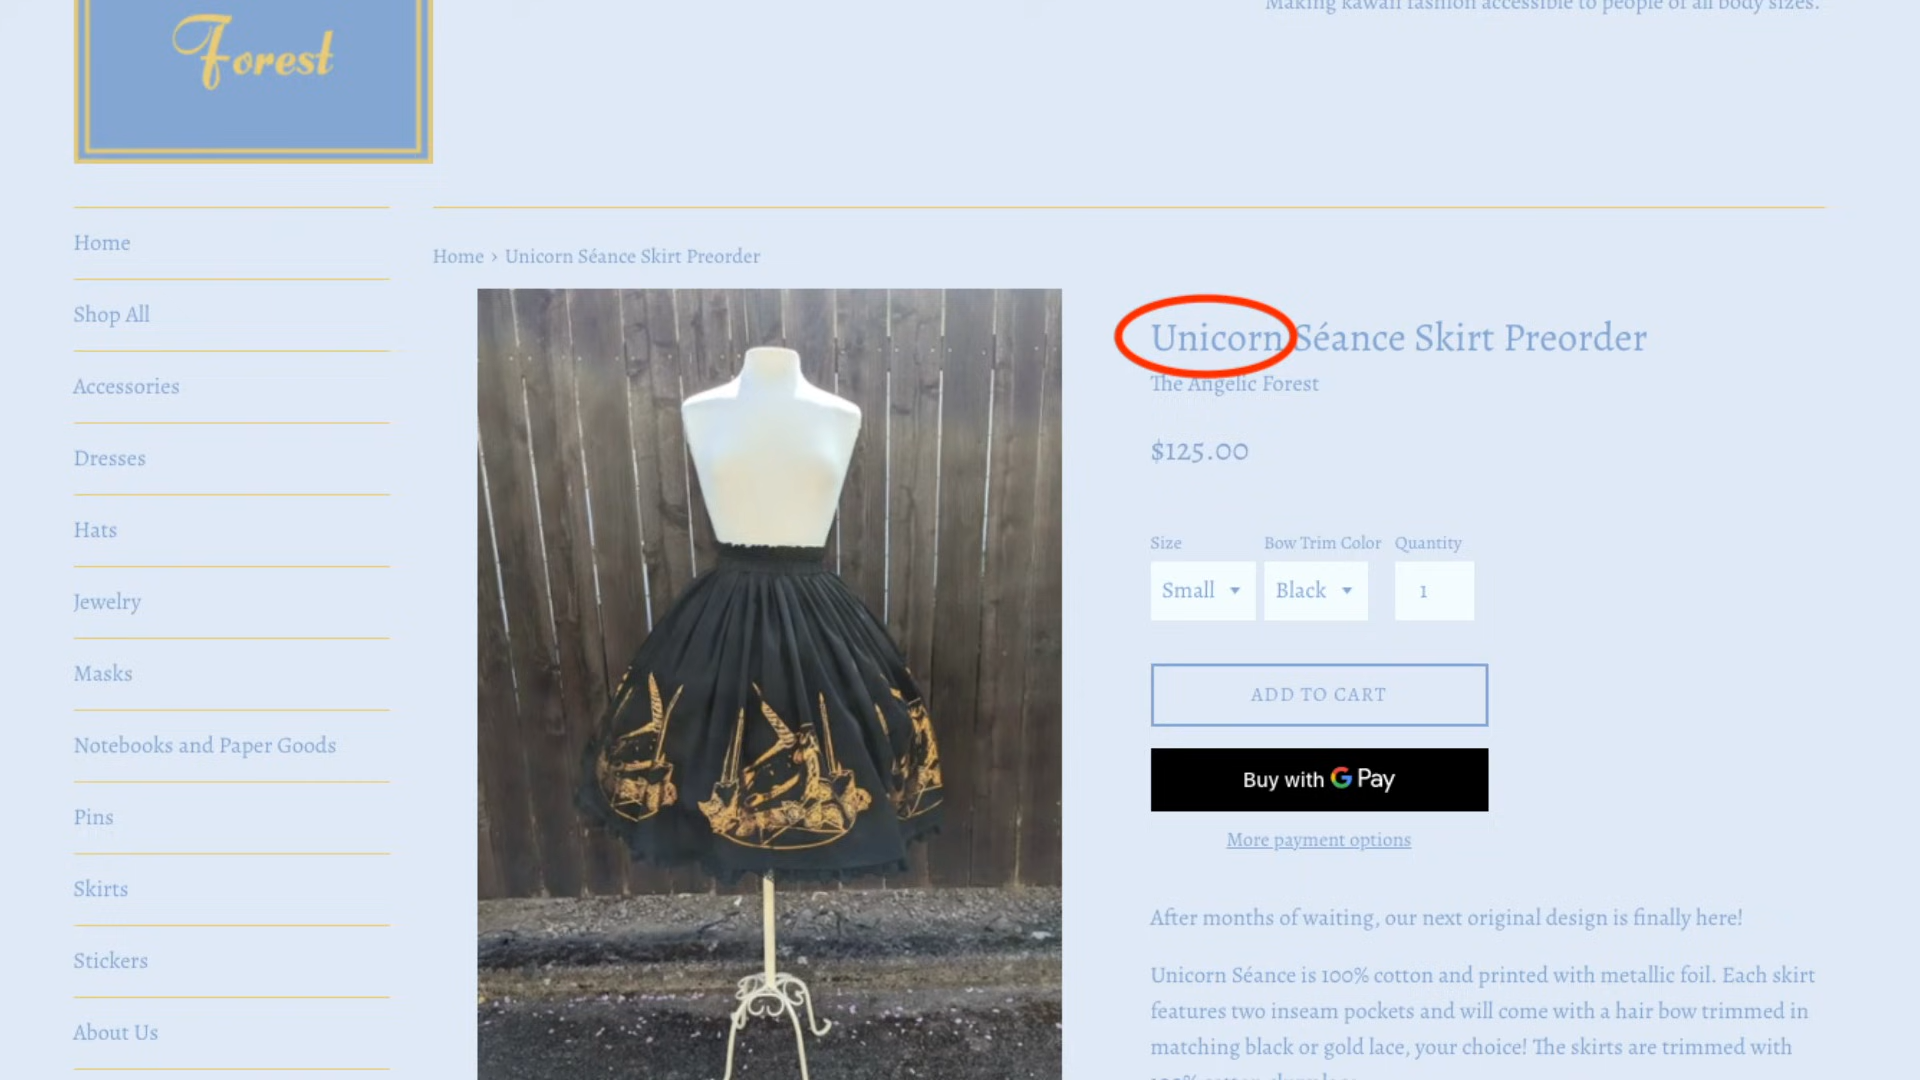 Making kawaii fashion accessible to people of all body sizes.
Forest
Home
Shop All
Accessories
Dresses
Hats
Jewelry
Masks
Notebooks and Paper Goods
Pins
Skirts
Stickers
About Us
Home › Unicorn Séance Skirt Preorder
Unicorn Séance Skirt Preorder
The Angelic Forest
$125.00
Size Bow Trim Color Quantity
Small Black 1
ADD TO CART
Buy with G Pay
More payment options
After months of waiting, our next original design is finally here!
Unicorn Séance is 100% cotton and printed with metallic foil. Each skirt
features two inseam pockets and will come with a hair bow trimmed in
matching black or gold lace, your choice! The skirts are trimmed with